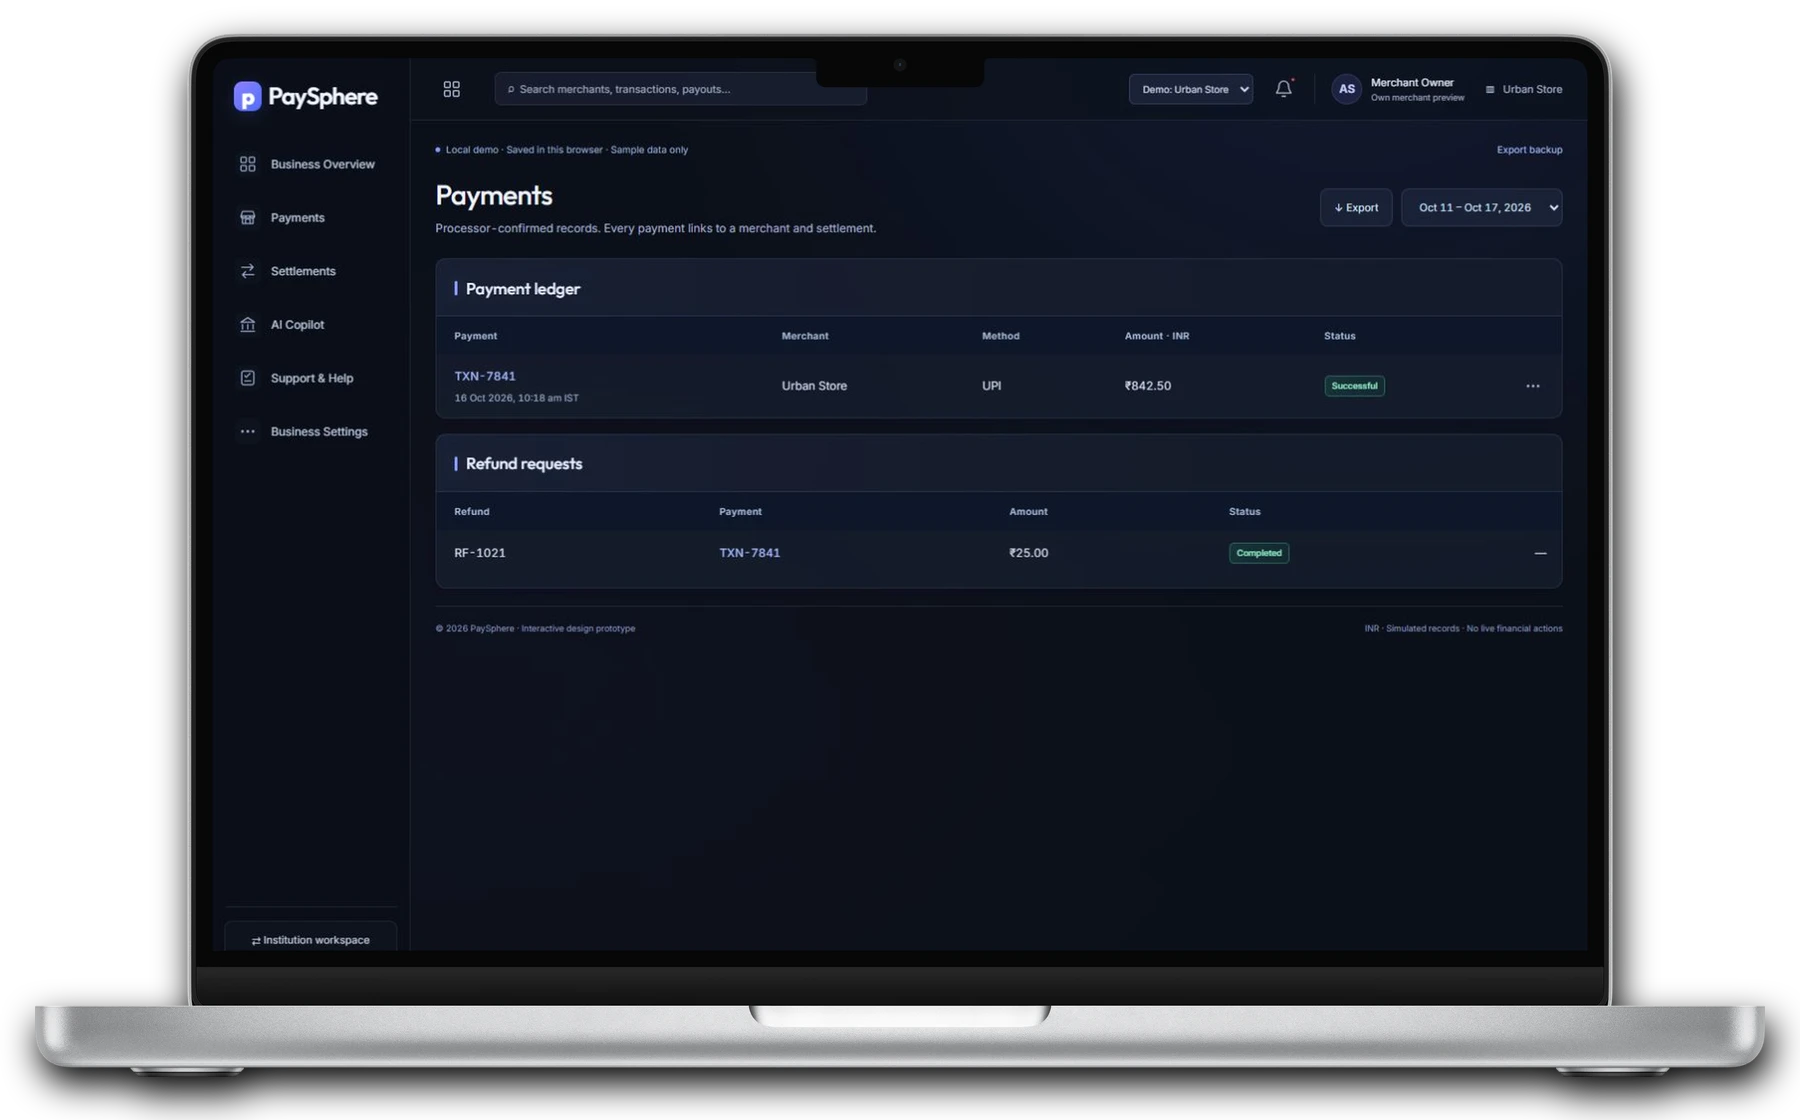 PaySphere
Search merchants, transactions, payouts...
Demo: Urban Store
AS
Merchant Owner
Own merchant preview
Urban Store
Business Overview
Payments
Settlements
AI Copilot
Support & Help
Business Settings
⇄ Institution workspace
Local demo · Saved in this browser · Sample data only
Export backup
Payments
Processor-confirmed records. Every payment links to a merchant and settlement.
↓ Export
Oct 11 – Oct 17, 2026
Payment ledger
Payment Merchant Method Amount · INR Status
TXN-7841
16 Oct 2026, 10:18 am IST
Urban Store UPI ₹842.50 Successful ···
Refund requests
Refund Payment Amount Status
RF-1021 TXN-7841 ₹25.00 Completed —
© 2026 PaySphere · Interactive design prototype
INR · Simulated records · No live financial actions